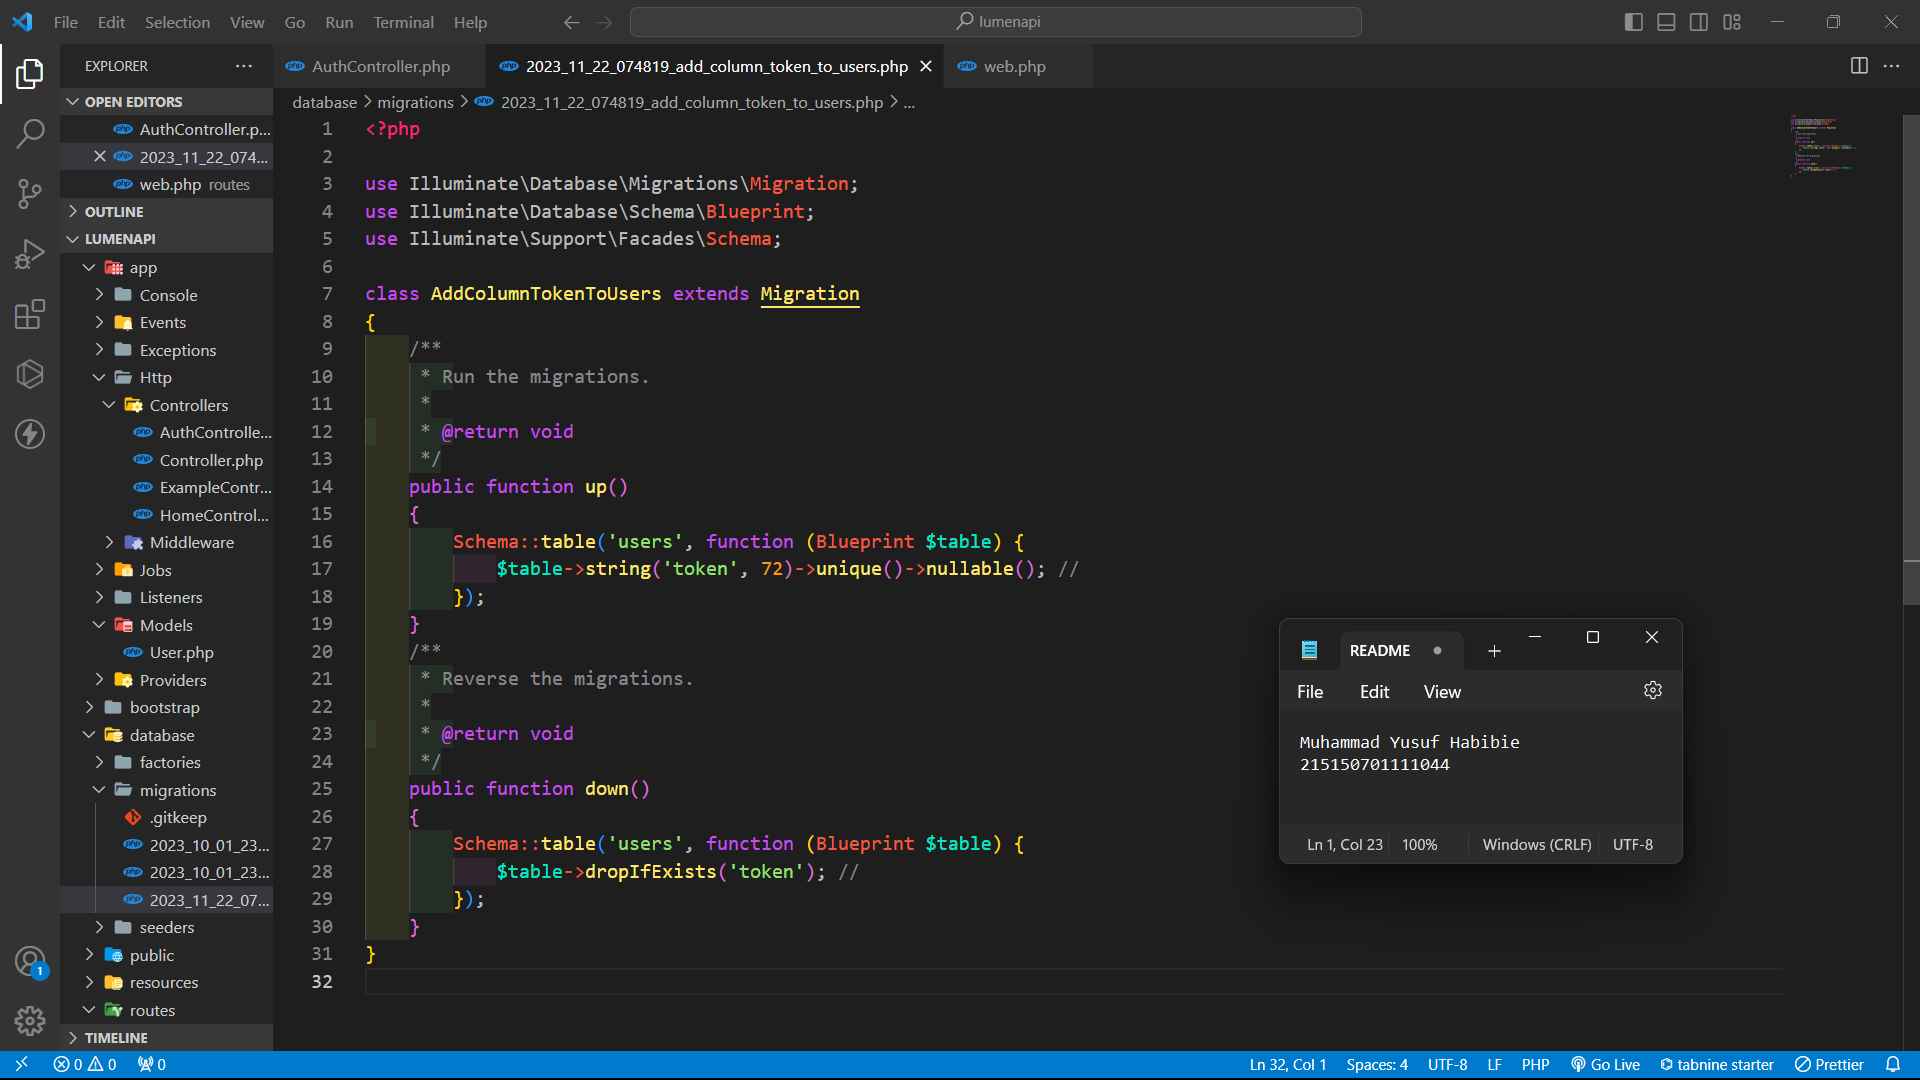 File Edit Selection View Go Run Terminal Help
lumenapi
EXPLORER
OPEN EDITORS
AuthController.p...
2023_11_22_074...
web.php routes
OUTLINE
LUMENAPI
app
Console
Events
Exceptions
Http
Controllers
AuthControlle...
Controller.php
ExampleContr...
HomeControl...
Middleware
Jobs
Listeners
Models
User.php
Providers
bootstrap
database
factories
migrations
.gitkeep
2023_10_01_23...
2023_10_01_23...
2023_11_22_07...
seeders
public
resources
routes
TIMELINE
AuthController.php
2023_11_22_074819_add_column_token_to_users.php
web.php
database > migrations > 2023_11_22_074819_add_column_token_to_users.php > ...
1 <?php
2
3 use Illuminate\Database\Migrations\Migration;
4 use Illuminate\Database\Schema\Blueprint;
5 use Illuminate\Support\Facades\Schema;
6
7 class AddColumnTokenToUsers extends Migration
8 {
9 /**
10 * Run the migrations.
11 *
12 * @return void
13 */
14 public function up()
15 {
16 Schema::table('users', function (Blueprint $table) {
17 $table->string('token', 72)->unique()->nullable(); //
18 });
19 }
20 /**
21 * Reverse the migrations.
22 *
23 * @return void
24 */
25 public function down()
26 {
27 Schema::table('users', function (Blueprint $table) {
28 $table->dropIfExists('token'); //
29 });
30 }
31 }
32
README
File Edit View
Muhammad Yusuf Habibie
215150701111044
Ln 1, Col 23 100% Windows (CRLF) UTF-8
1
0 0 0
Ln 32, Col 1 Spaces: 4 UTF-8 LF PHP Go Live tabnine starter Prettier